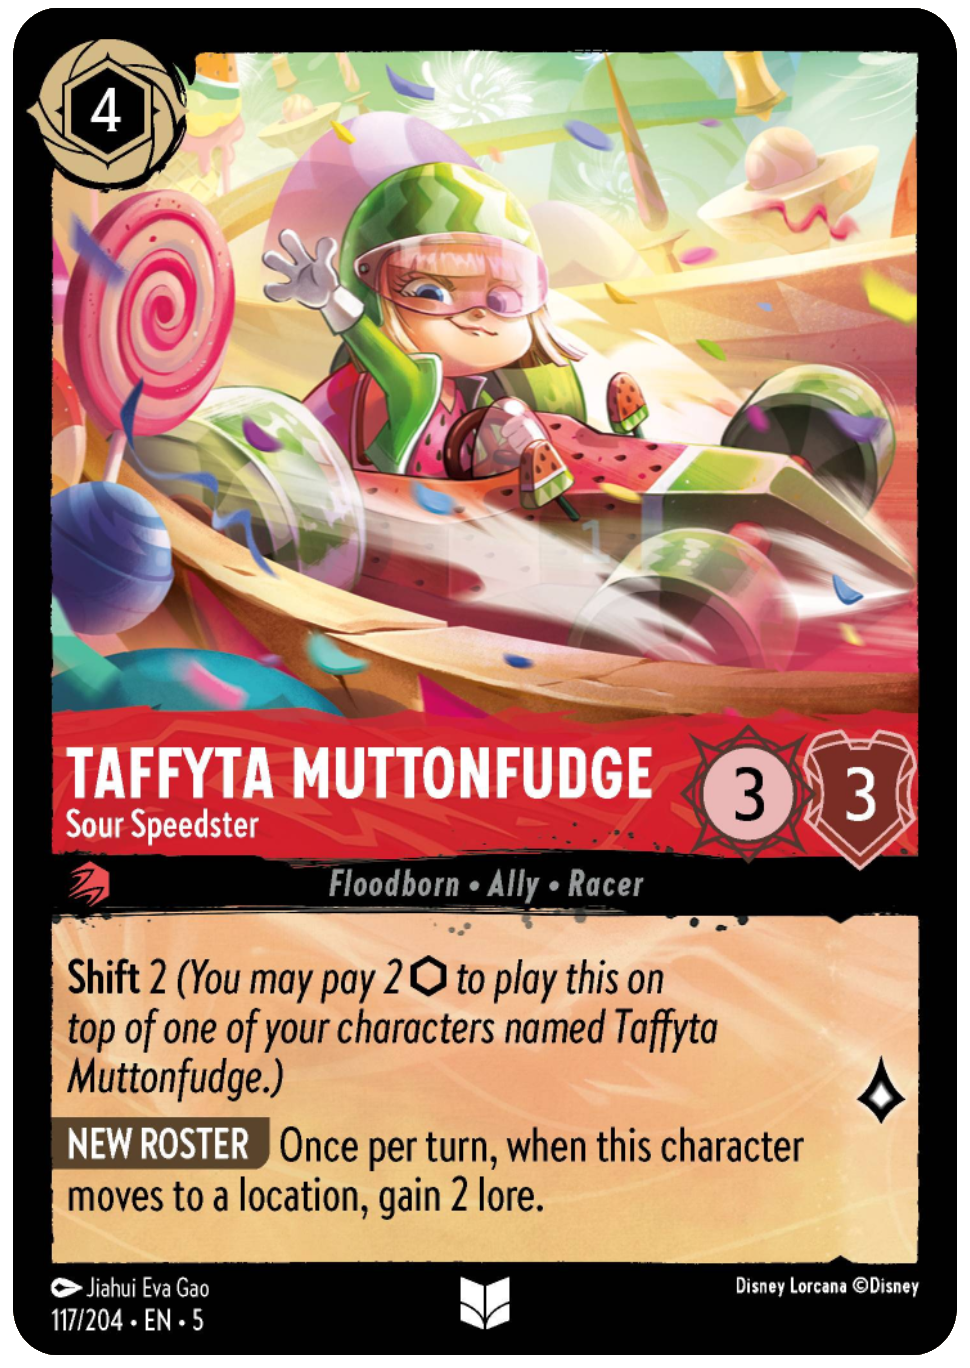 4
TAFFYTA MUTTONFUDGE
Sour Speedster
3
3
Floodborn • Ally • Racer
Shift 2 (You may pay 2 ⬡ to play this on
top of one of your characters named Taffyta
Muttonfudge.)
NEW ROSTER Once per turn, when this character
moves to a location, gain 2 lore.
Jiahui Eva Gao
Disney Lorcana ©Disney
117/204 • EN • 5